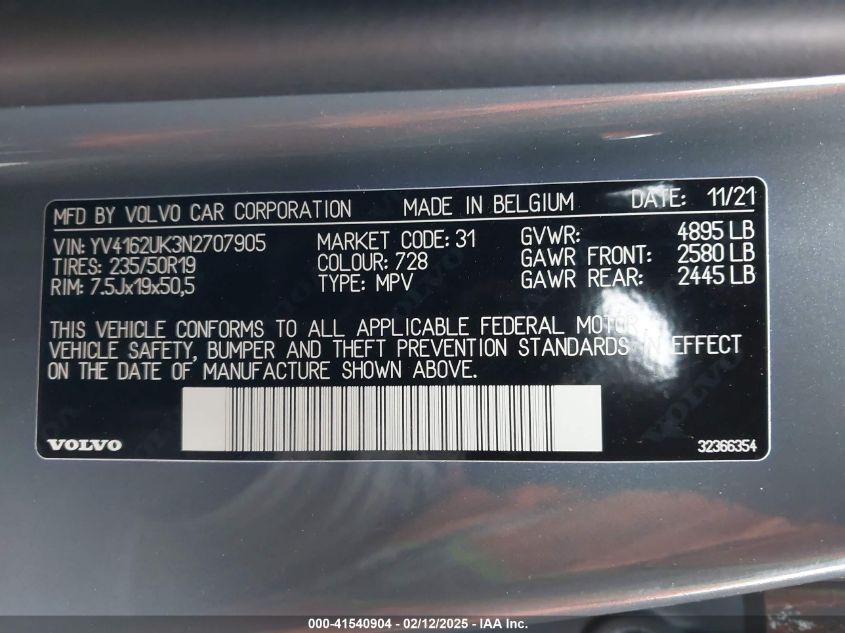 MFD BY VOLVO CAR CORPORATION MADE IN BELGIUM DATE: 11/21
VIN: YV4162UK3N2707905 MARKET CODE: 31 GVWR: 4895 LB
TIRES: 235/50R19 COLOUR: 728 GAWR FRONT: 2580 LB
RIM: 7.5Jx19x50,5 TYPE: MPV GAWR REAR: 2445 LB
THIS VEHICLE CONFORMS TO ALL APPLICABLE FEDERAL MOTOR
VEHICLE SAFETY, BUMPER AND THEFT PREVENTION STANDARDS IN EFFECT
ON THE DATE OF MANUFACTURE SHOWN ABOVE.
VOLVO 32366354
000-41540904 - 02/12/2025 - IAA Inc.